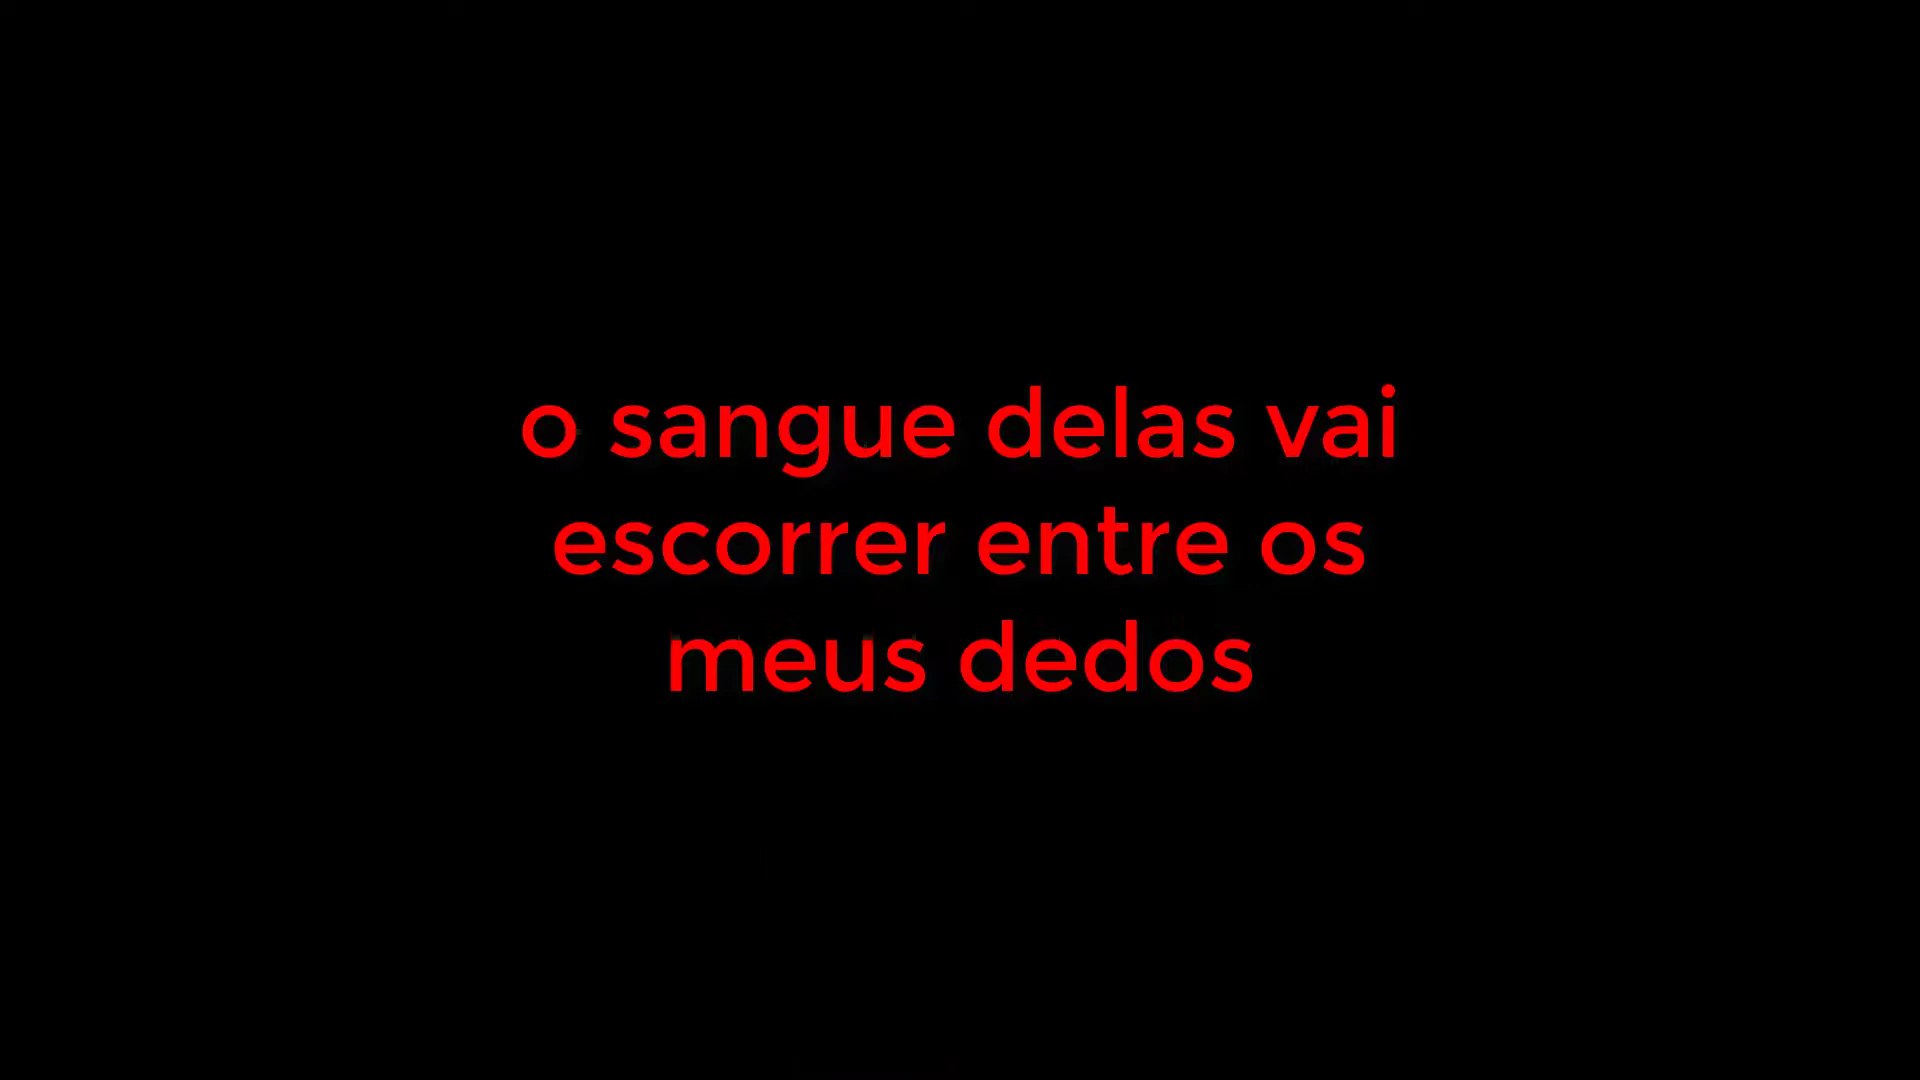 o sangue delas vai
escorrer entre os
meus dedos